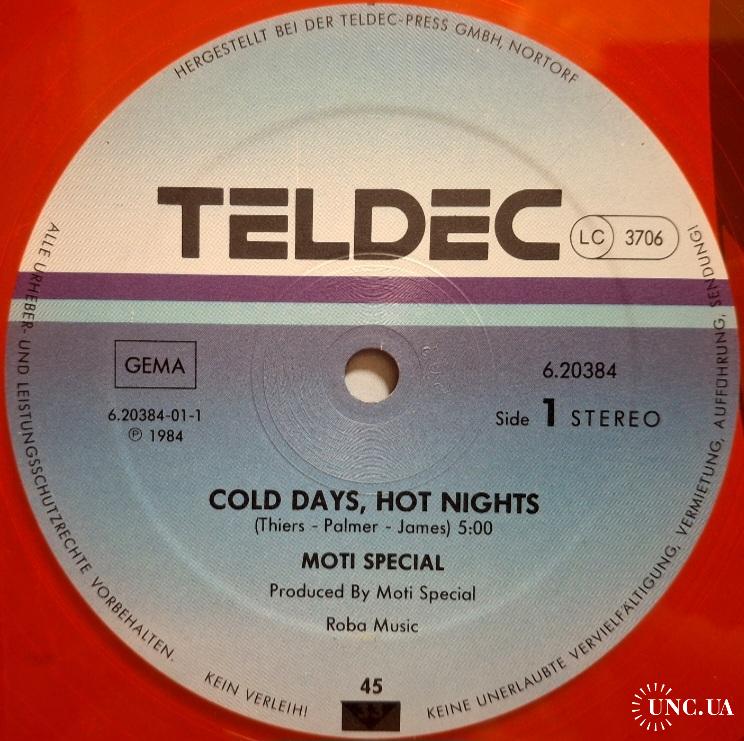 HERGESTELLT BEI DER TELDEC-PRESS GMBH, NORTORF
TELDEC
LC 3706
GEMA
6.20384
6.20384-01-1
℗ 1984
Side 1 STEREO
COLD DAYS, HOT NIGHTS
(Thiers - Palmer - James) 5:00
MOTI SPECIAL
Produced By Moti Special
Roba Music
45
ALLE URHEBER- UND LEISTUNGSSCHUTZRECHTE VORBEHALTEN. KEIN VERLEIH! KEINE UNERLAUBTE VERVIELFÄLTIGUNG, VERMIETUNG, AUFFÜHRUNG, SENDUNG!
UNC.UA